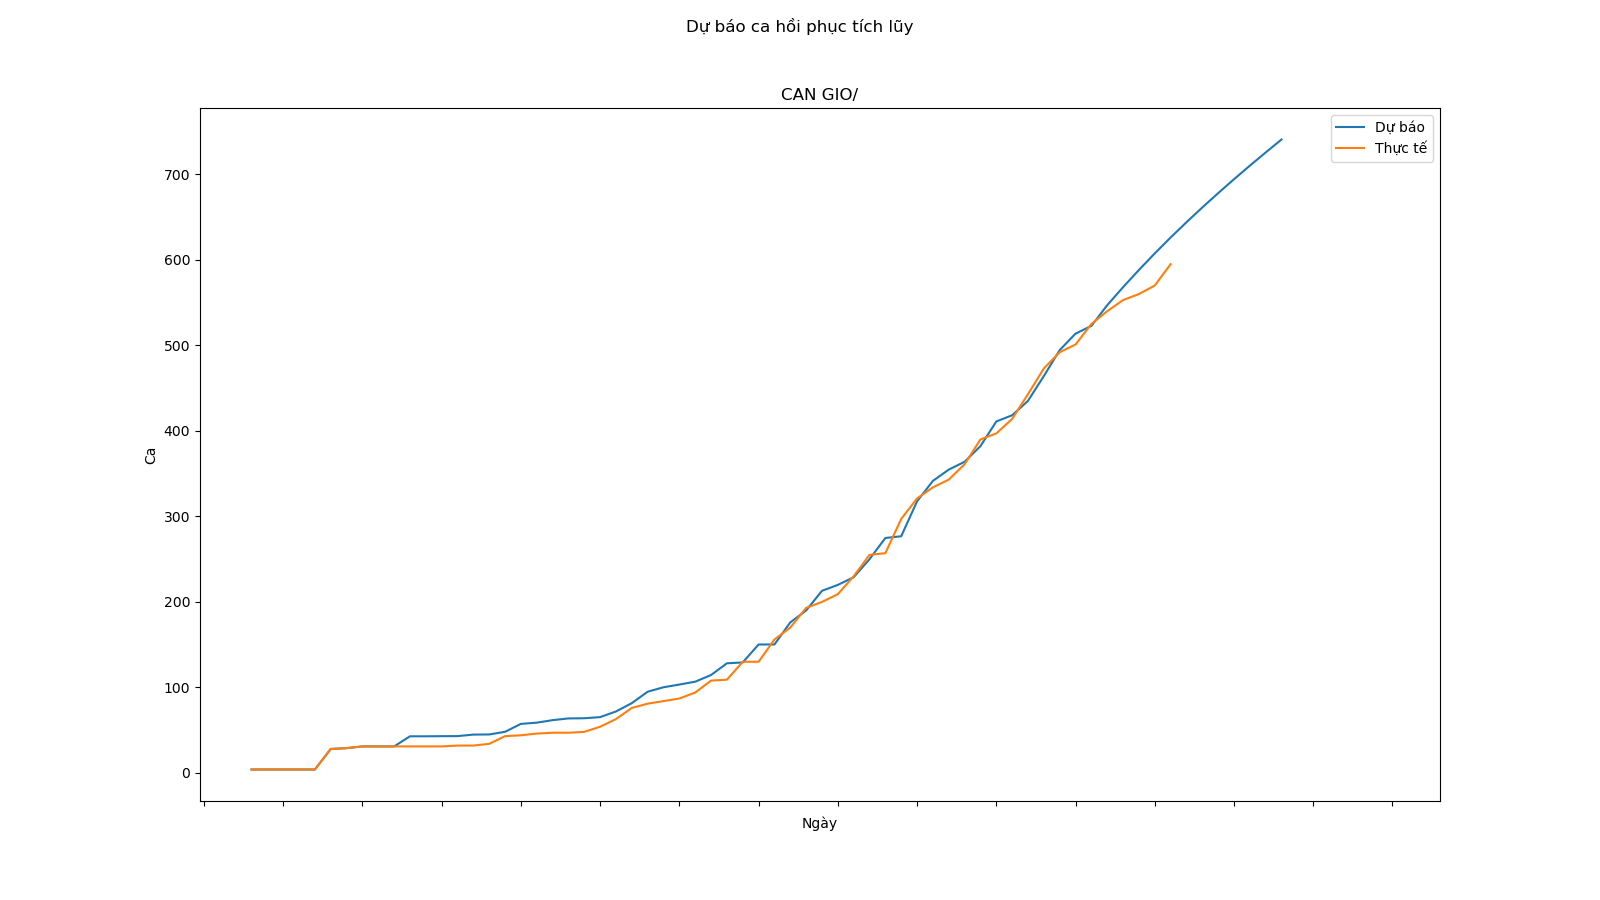 Dự báo ca hồi phục tích lũy
CAN GIO/
Dự báo
Thực tế
700
600
500
400
300
200
100
0
Ca
Ngày